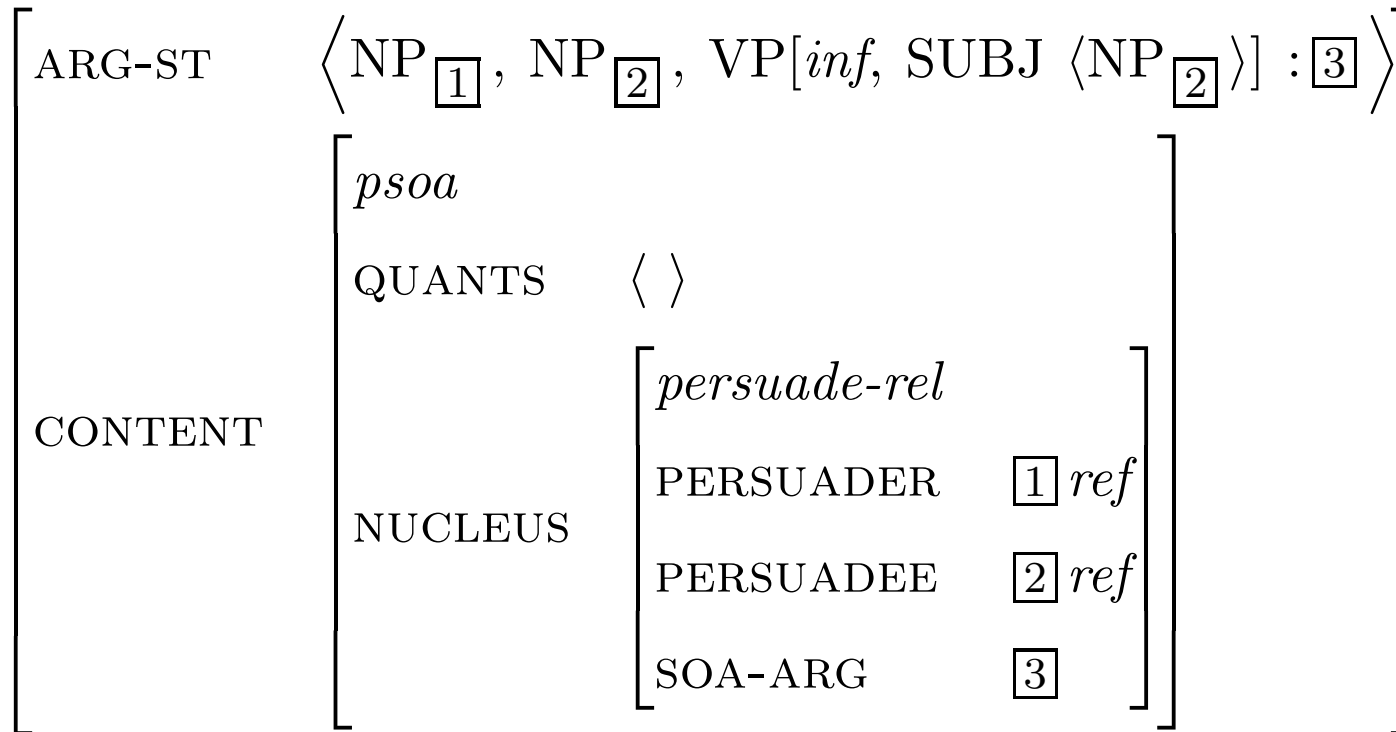 ARG-ST ⟨NP[1], NP[2], VP[inf, SUBJ ⟨NP[2]⟩] : [3]⟩
psoa
QUANTS ⟨ ⟩
persuade-rel
CONTENT
PERSUADER [1] ref
NUCLEUS
PERSUADEE [2] ref
SOA-ARG [3]